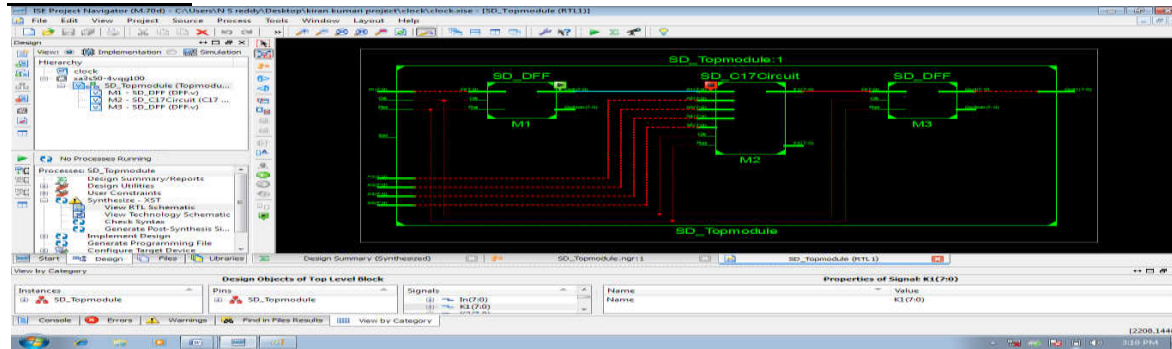 ISE Project Navigator (M.70d) - C:\Users\N S reddy\Desktop\kiran kumari project\clock\clock.xise - [SD_Topmodule (RTL1)]
File Edit View Project Source Process Tools Window Layout Help
Design
View: Implementation Simulation
Hierarchy
clock
xa3s50-4vqg100
SD_Topmodule (Topmodu...
M1 - SD_DFF (DFF.v)
M2 - SD_C17Circuit (C17 ...
M3 - SD_DFF (DFF.v)
No Processes Running
Processes: SD_Topmodule
Design Summary/Reports
Design Utilities
User Constraints
Synthesize - XST
View RTL Schematic
View Technology Schematic
Check Syntax
Generate Post-Synthesis Si...
Implement Design
Generate Programming File
Configure Target Device
Start Design Files Libraries
SD_Topmodule:1
SD_DFF SD_C17Circuit SD_DFF
M1 M2 M3
SD_Topmodule
Design Summary (Synthesized) SD_Topmodule.ngr:1 SD_Topmodule (RTL1)
View by Category
Design Objects of Top Level Block Properties of Signal: K1(7:0)
Instances Pins Signals Name Value
SD_Topmodule SD_Topmodule In(7:0) Name K1(7:0)
K1(7:0)
Console Errors Warnings Find in Files Results View by Category
[2208,144
3:10 PM